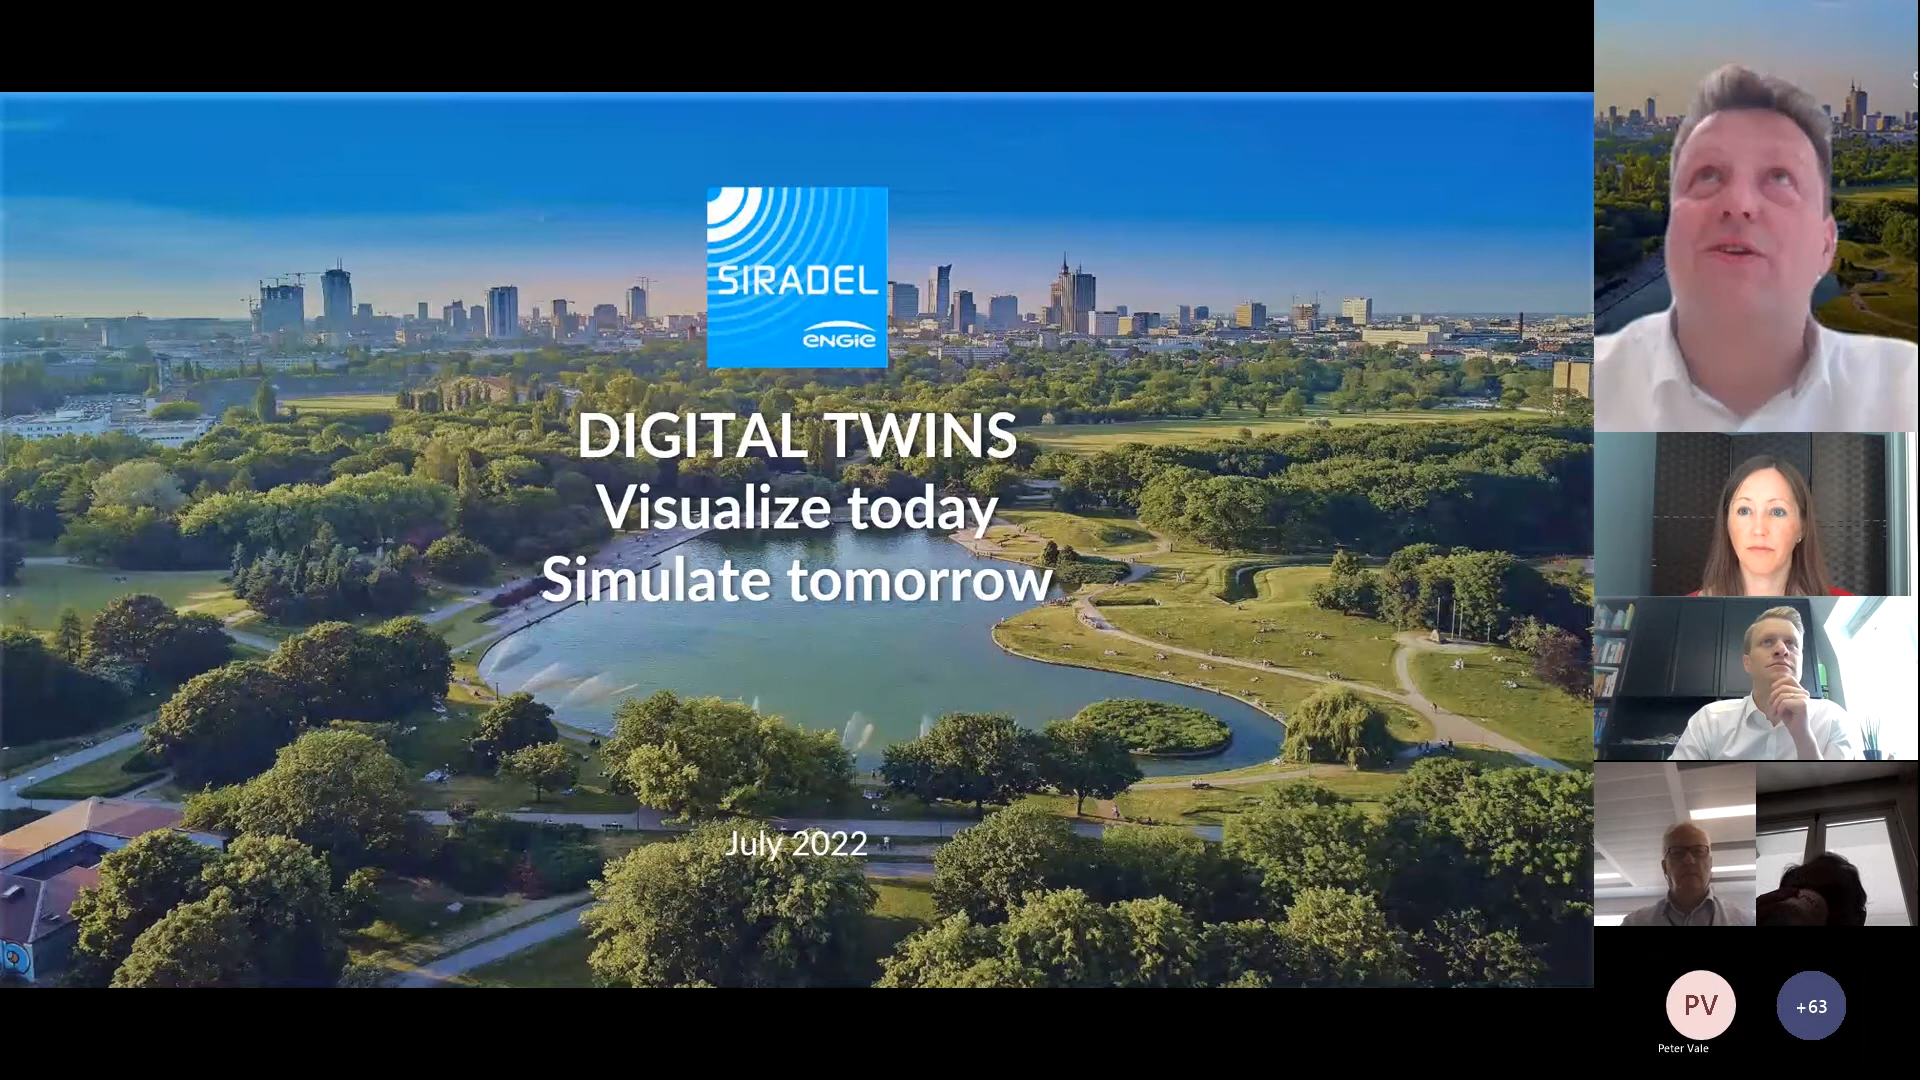 SIRADEL
ENGIE
DIGITAL TWINS
Visualize today
Simulate tomorrow
July 2022
PV
+63
Peter Vale